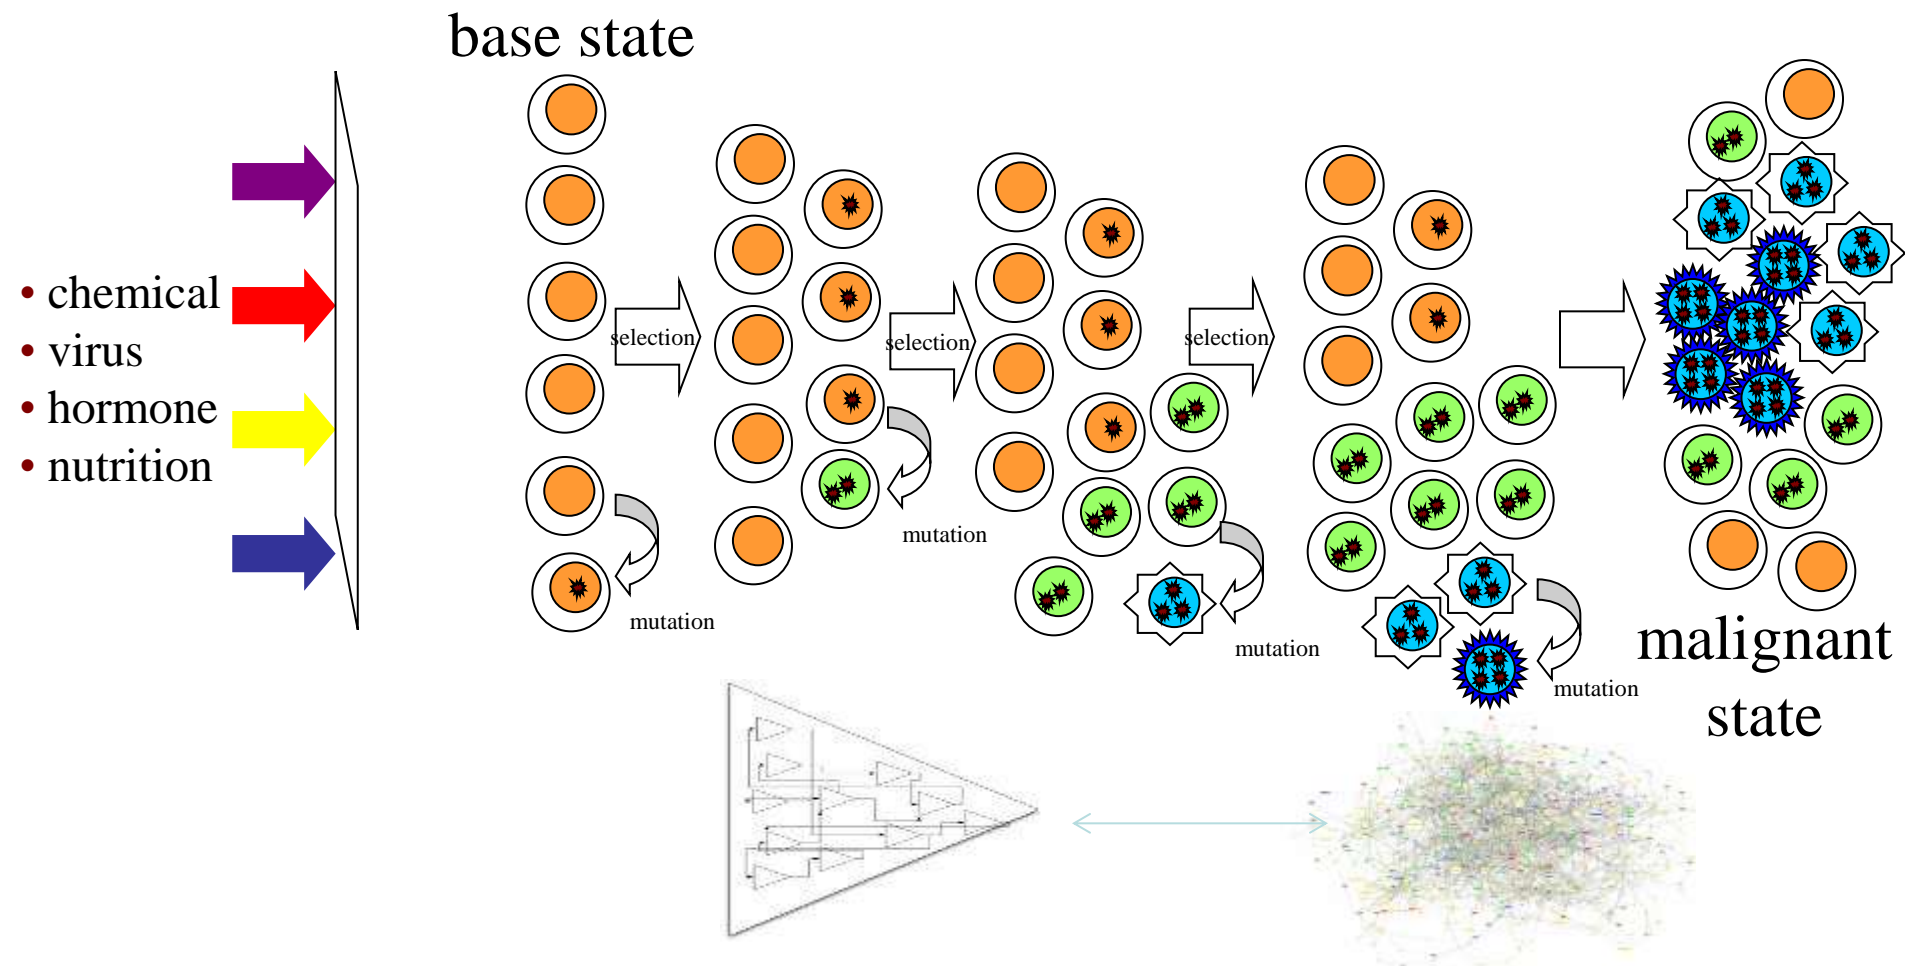 base state
• chemical
• virus
• hormone
• nutrition
selection
selection
selection
mutation
mutation
mutation
mutation
malignant
state